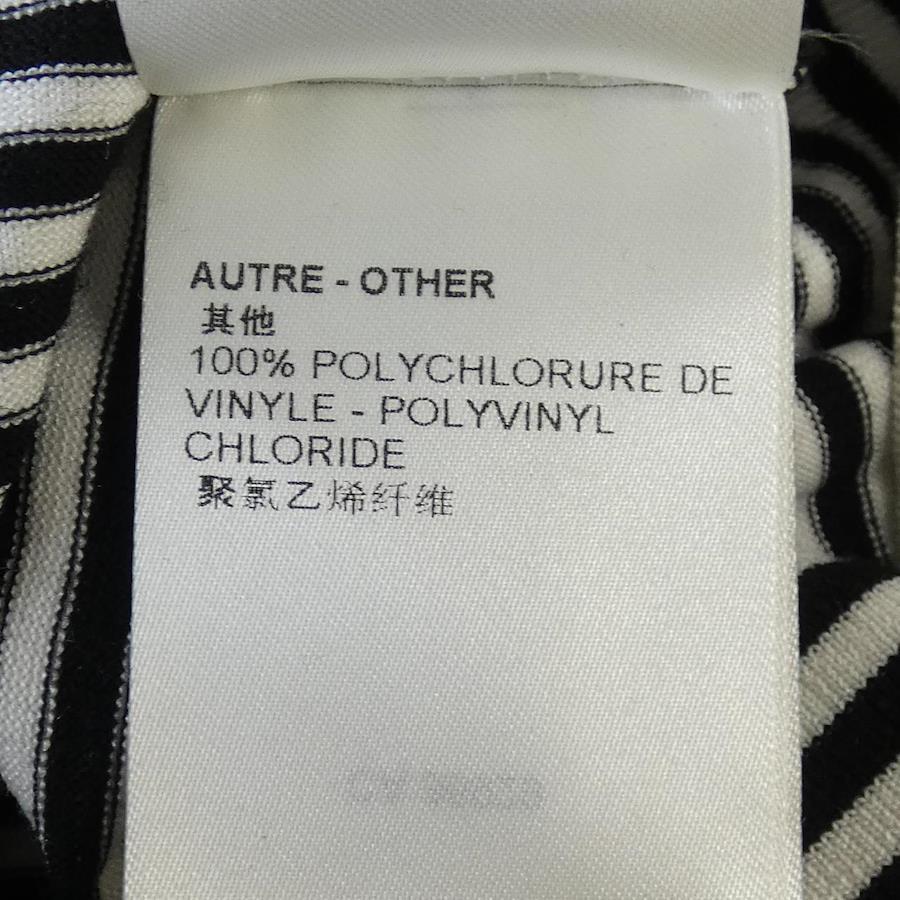 AUTRE - OTHER
其他
100% POLYCHLORURE DE
VINYLE - POLYVINYL
CHLORIDE
聚氯乙烯纤维